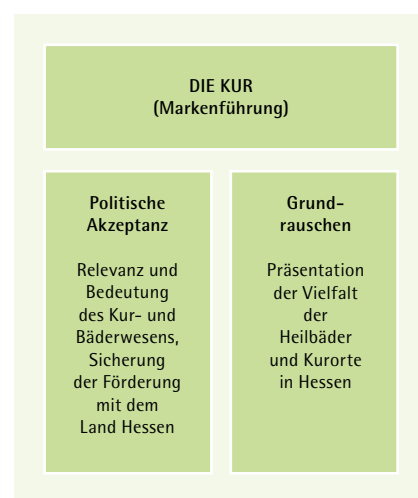 DIE KUR
(Markenführung)
Politische
Akzeptanz
Relevanz und
Bedeutung
des Kur- und
Bäderwesens,
Sicherung
der Förderung
mit dem
Land Hessen
Grund-
rauschen
Präsentation
der Vielfalt
der
Heilbäder
und Kurorte
in Hessen